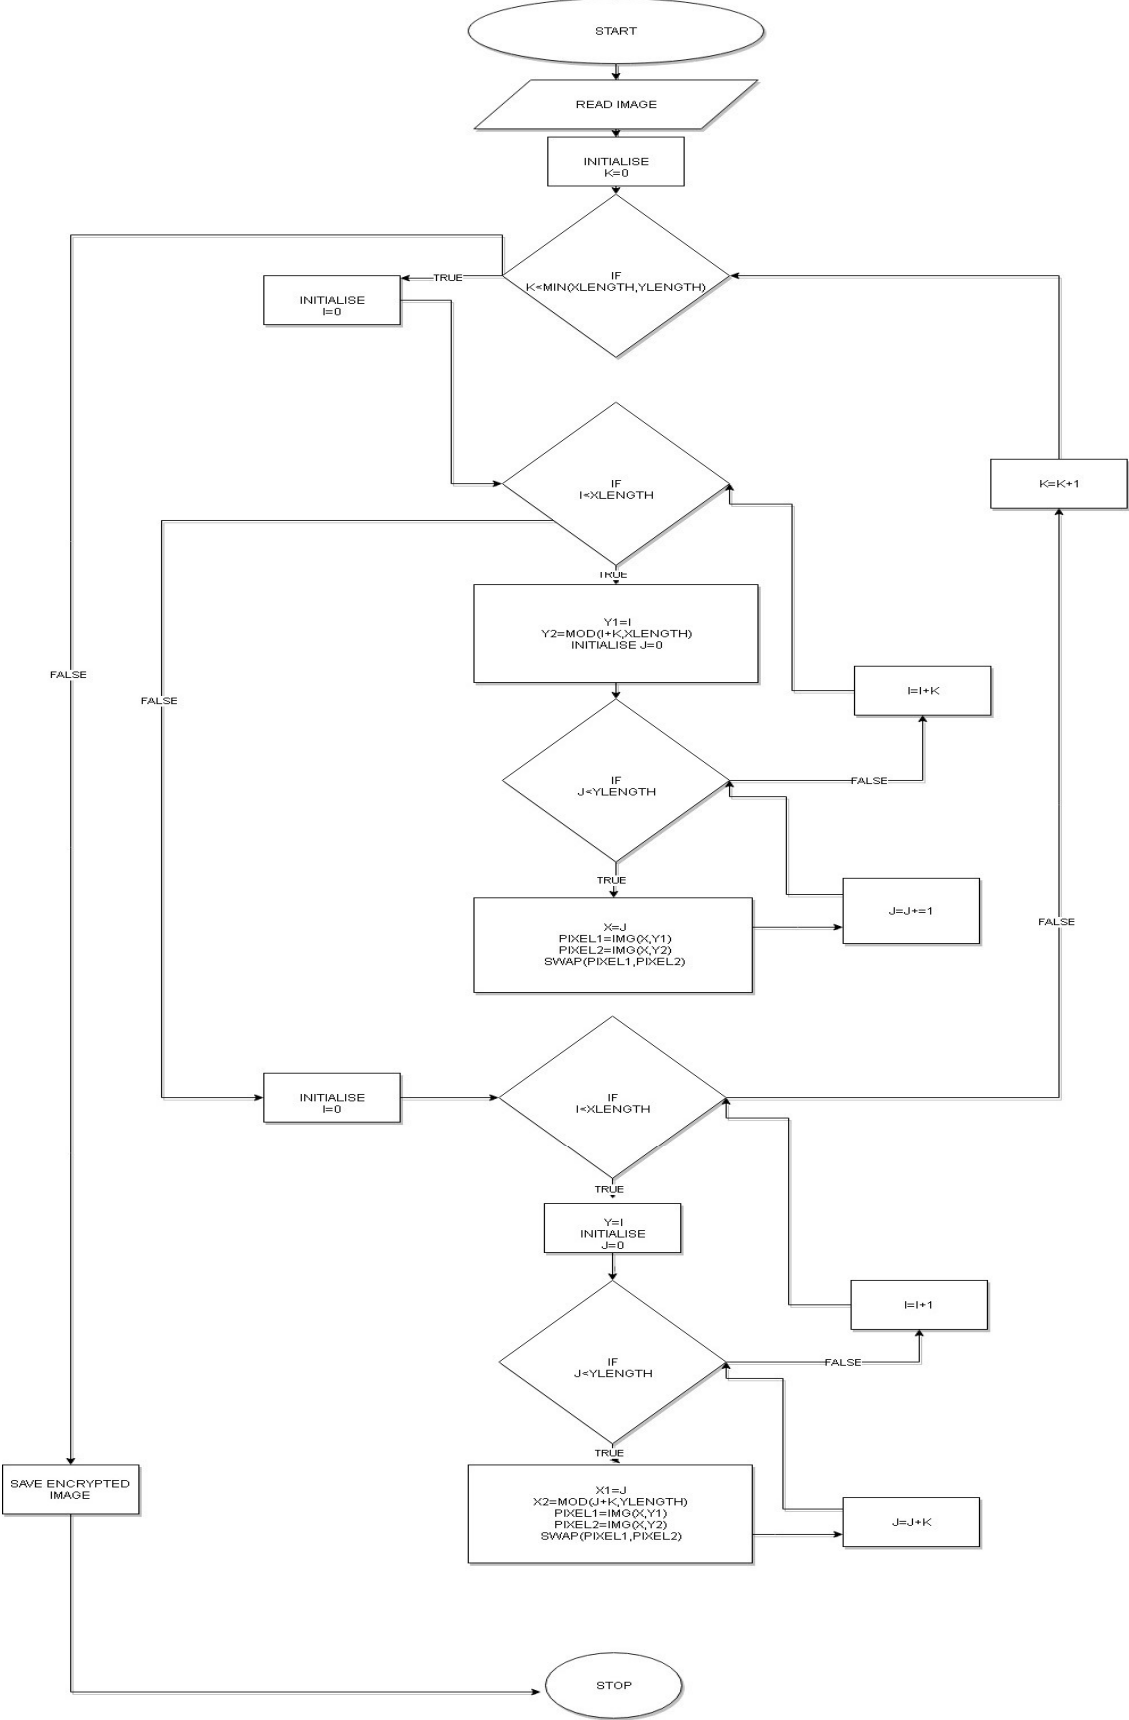 START
READ IMAGE
INITIALISE
K=0
IF
K<MIN(XLENGTH,YLENGTH)
TRUE
INITIALISE
I=0
IF
I<XLENGTH
K=K+1
TRUE
Y1=I
Y2=MOD(I+K,XLENGTH)
INITIALISE J=0
FALSE
FALSE
I=I+K
IF
J<YLENGTH
FALSE
TRUE
J=J+=1
X=J
PIXEL1=IMG(X,Y1)
PIXEL2=IMG(X,Y2)
SWAP(PIXEL1,PIXEL2)
FALSE
INITIALISE
I=0
IF
I<XLENGTH
TRUE
Y=I
INITIALISE
J=0
I=I+1
IF
J<YLENGTH
FALSE
TRUE
SAVE ENCRYPTED
IMAGE
X1=J
X2=MOD(J+K,YLENGTH)
PIXEL1=IMG(X,Y1)
PIXEL2=IMG(X,Y2)
SWAP(PIXEL1,PIXEL2)
J=J+K
STOP